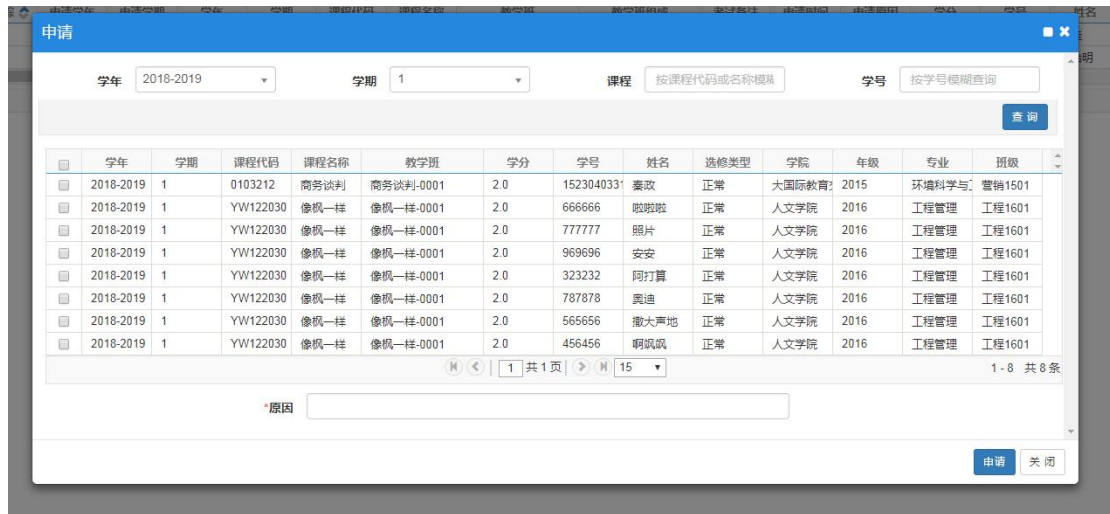 申请
学年 2018-2019 学期 1 课程 按课程代码或名称模糊 学号 按学号模糊查询
查 询
学年 学期 课程代码 课程名称 教学班 学分 学号 姓名 选修类型 学院 年级 专业 班级
2018-2019 1 0103212 商务谈判 商务谈判-0001 2.0 1523040331 秦政 正常 大国际教育 2015 环境科学与 营销1501
2018-2019 1 YW122030 像枫一样 像枫一样-0001 2.0 666666 啦啦啦 正常 人文学院 2016 工程管理 工程1601
2018-2019 1 YW122030 像枫一样 像枫一样-0001 2.0 777777 照片 正常 人文学院 2016 工程管理 工程1601
2018-2019 1 YW122030 像枫一样 像枫一样-0001 2.0 969696 安安 正常 人文学院 2016 工程管理 工程1601
2018-2019 1 YW122030 像枫一样 像枫一样-0001 2.0 323232 阿打算 正常 人文学院 2016 工程管理 工程1601
2018-2019 1 YW122030 像枫一样 像枫一样-0001 2.0 787878 奥迪 正常 人文学院 2016 工程管理 工程1601
2018-2019 1 YW122030 像枫一样 像枫一样-0001 2.0 565656 撒大声地 正常 人文学院 2016 工程管理 工程1601
2018-2019 1 YW122030 像枫一样 像枫一样-0001 2.0 456456 啊飒飒 正常 人文学院 2016 工程管理 工程1601
1 共 1 页 15 1 - 8 共 8 条
*原因
申请 关 闭